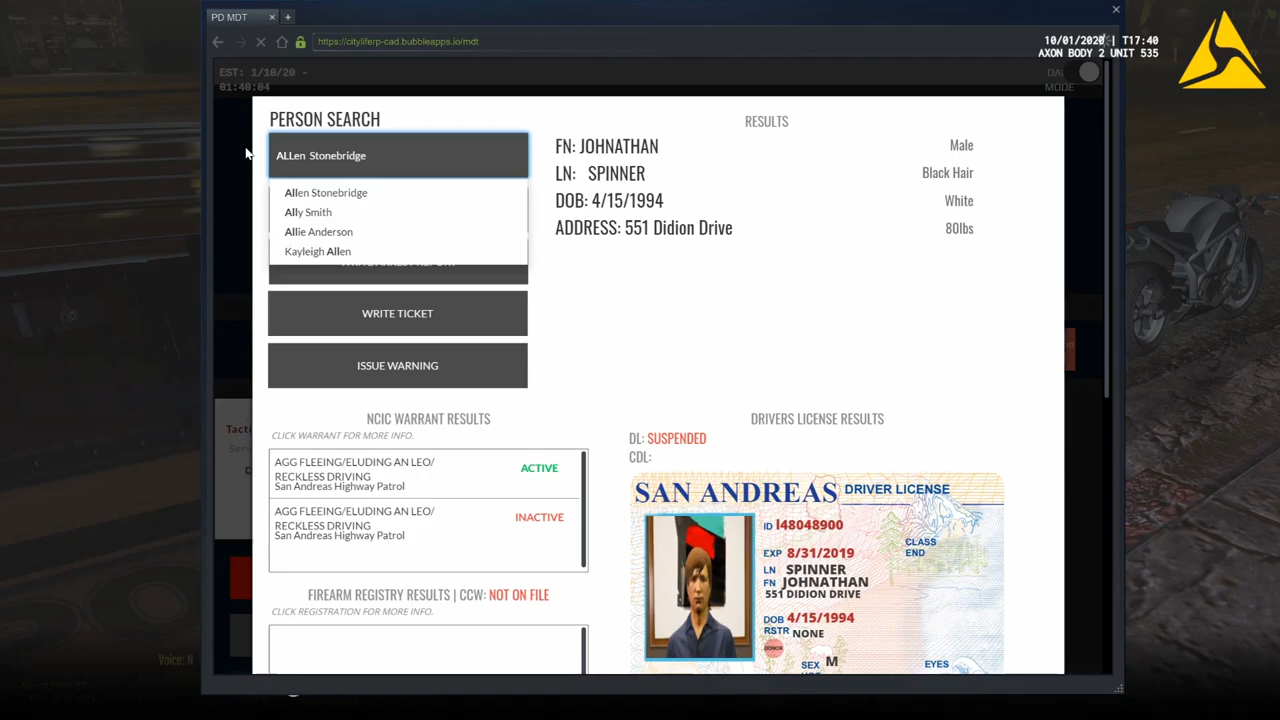 PD MDT
https://cityliferp-cad.bubbleapps.io/mdt
10/01/2020 | T17:40
AXON BODY 2 UNIT 535
EST: 1/10/20 -
01:40:04
MODE
PERSON SEARCH
ALLen Stonebridge
Allen Stonebridge
Ally Smith
Allie Anderson
Kayleigh Allen
WRITE TICKET
ISSUE WARNING
RESULTS
FN: JOHNATHAN
LN: SPINNER
DOB: 4/15/1994
ADDRESS: 551 Didion Drive
Male
Black Hair
White
80lbs
NCIC WARRANT RESULTS
CLICK WARRANT FOR MORE INFO.
AGG FLEEING/ELUDING AN LEO/
RECKLESS DRIVING
San Andreas Highway Patrol
ACTIVE
AGG FLEEING/ELUDING AN LEO/
RECKLESS DRIVING
San Andreas Highway Patrol
INACTIVE
FIREARM REGISTRY RESULTS | CCW: NOT ON FILE
CLICK REGISTRATION FOR MORE INFO.
DRIVERS LICENSE RESULTS
DL: SUSPENDED
CDL:
SAN ANDREAS DRIVER LICENSE
ID I48048900
CLASS
END
EXP 8/31/2019
LN SPINNER
FN JOHNATHAN
551 DIDION DRIVE
DOB 4/15/1994
RSTR NONE
DONOR
SEX M
EYES
Voice: N